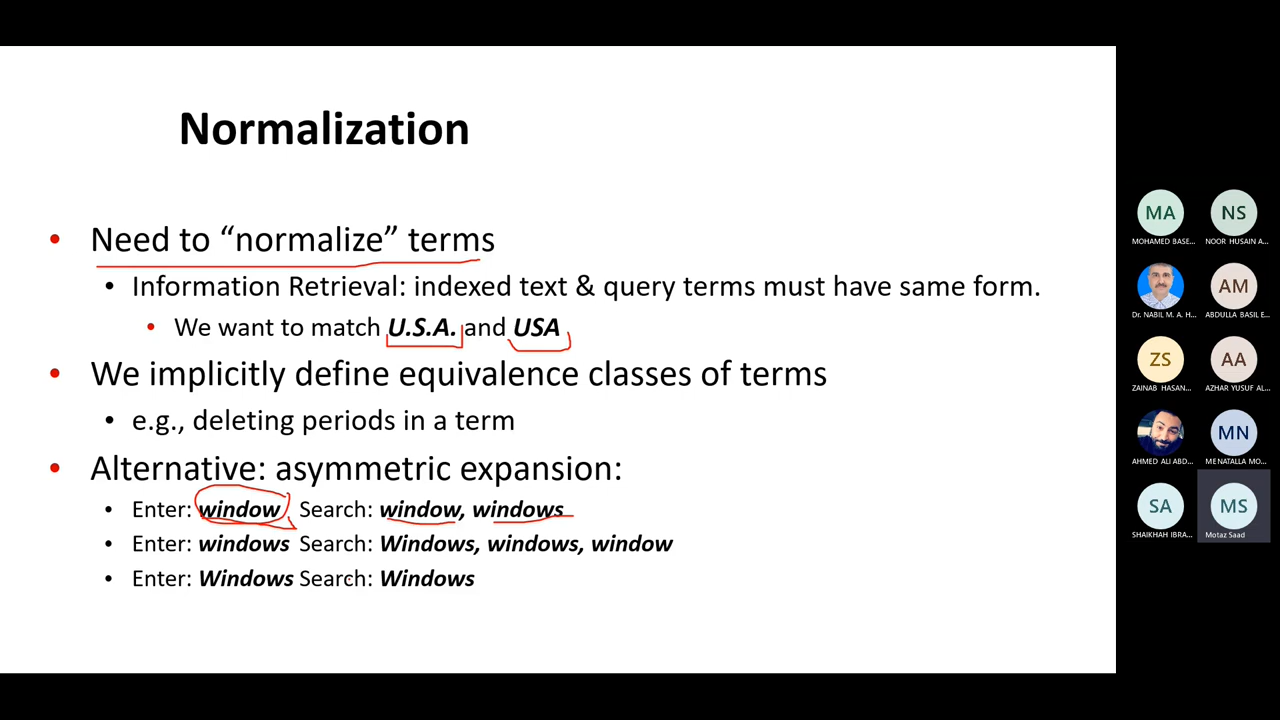 Normalization
• Need to “normalize” terms
• Information Retrieval: indexed text & query terms must have same form.
• We want to match U.S.A. and USA
• We implicitly define equivalence classes of terms
• e.g., deleting periods in a term
• Alternative: asymmetric expansion:
• Enter: window Search: window, windows
• Enter: windows Search: Windows, windows, window
• Enter: Windows Search: Windows
MA NS
MOHAMED BASE... NOOR HUSAIN A...
AM
Dr. NABIL M. A. H... ABDULLA BASIL E...
ZS AA
ZAINAB HASAN... AZHAR YUSUF AL...
MN
AHMED ALI ABD... MENATALLA MO...
SA MS
SHAIKHAH IBRA... Motaz Saad